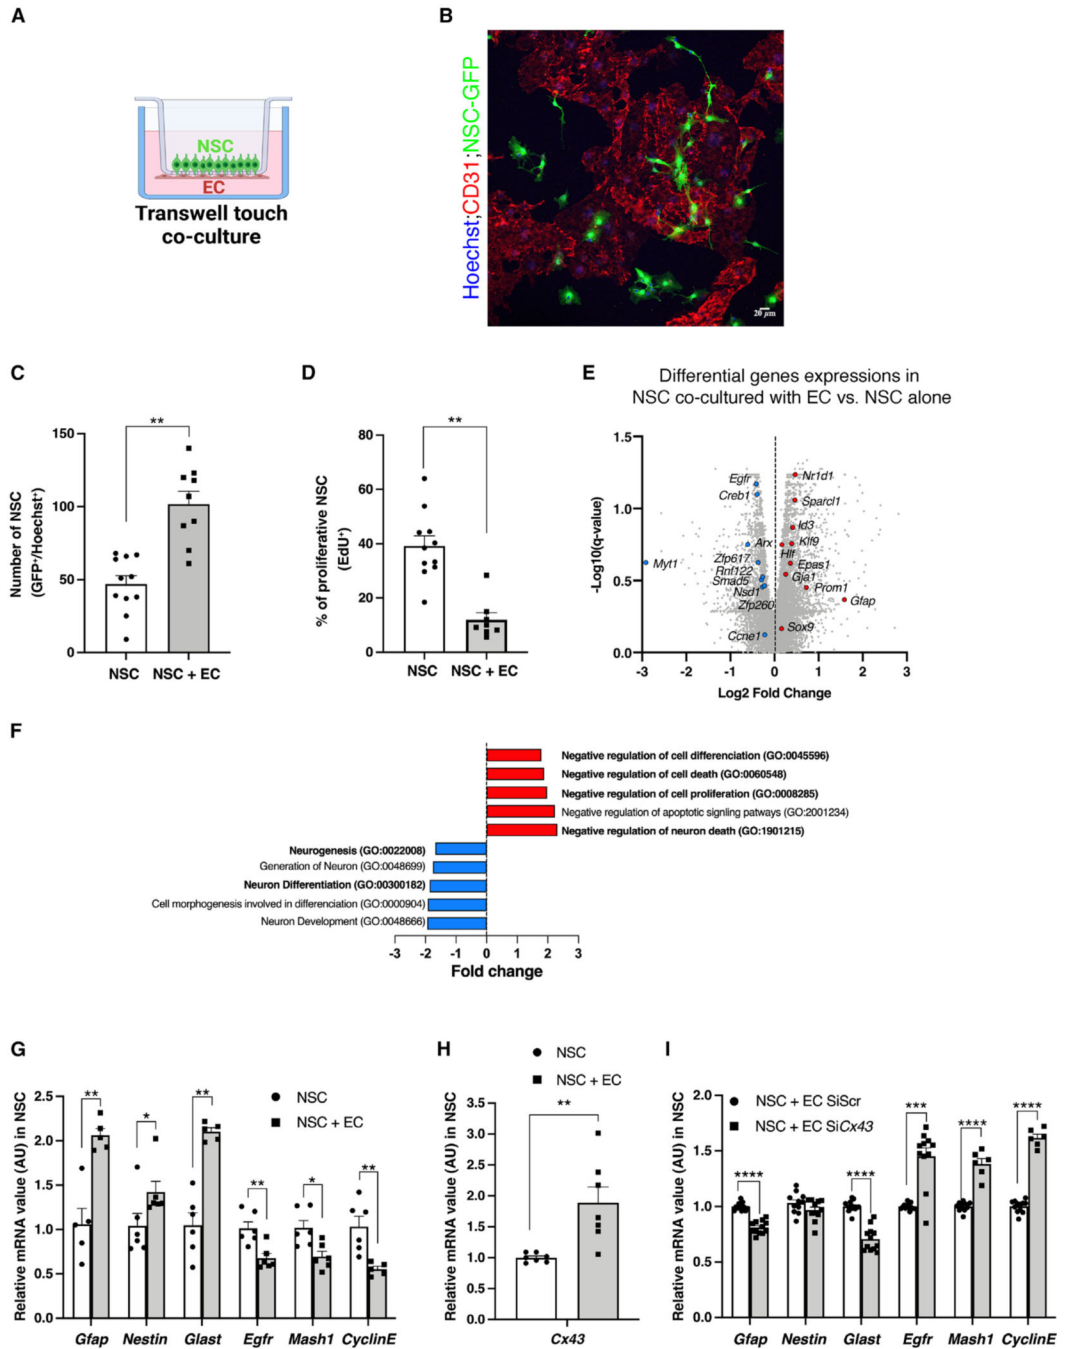 A
NSC
EC
Transwell touch
co-culture
B
Hoechst;CD31;NSC-GFP
20 µm
C
**
Number of NSC
(GFP⁺/Hoechst⁺)
150
100
50
0
NSC
NSC + EC
D
**
% of proliferative NSC
(EdU⁺)
80
60
40
20
0
NSC
NSC + EC
E
Differential genes expressions in
NSC co-cultured with EC vs. NSC alone
-Log10(q-value)
1.5
1.0
0.5
0.0
Egfr
Creb1
Arx
Myt1
Zfp617
Rnf122
Smad5
Nsd1
Zfp260
Ccne1
Nr1d1
Sparcl1
Id3
Klf9
Hlf
Epas1
Gja1
Prom1
Gfap
Sox9
-3 -2 -1 0 1 2 3
Log2 Fold Change
F
Negative regulation of cell differenciation (GO:0045596)
Negative regulation of cell death (GO:0060548)
Negative regulation of cell proliferation (GO:0008285)
Negative regulation of apoptotic signling patways (GO:2001234)
Negative regulation of neuron death (GO:1901215)
Neurogenesis (GO:0022008)
Generation of Neuron (GO:0048699)
Neuron Differentiation (GO:00300182)
Cell morphogenesis involved in differenciation (GO:0000904)
Neuron Development (GO:0048666)
-3 -2 -1 0 1 2 3
Fold change
G
Relative mRNA value (AU) in NSC
2.5
2.0
1.5
1.0
0.5
0.0
NSC
NSC + EC
** * ** ** * **
Gfap Nestin Glast Egfr Mash1 CyclinE
H
NSC
NSC + EC
Relative mRNA value (AU) in NSC
3.5
3.0
2.5
2.0
1.5
1.0
0.5
0.0
**
Cx43
I
NSC + EC SiScr
NSC + EC SiCx43
Relative mRNA value (AU) in NSC
2.0
1.5
1.0
0.5
0.0
**** **** *** **** ****
Gfap Nestin Glast Egfr Mash1 CyclinE